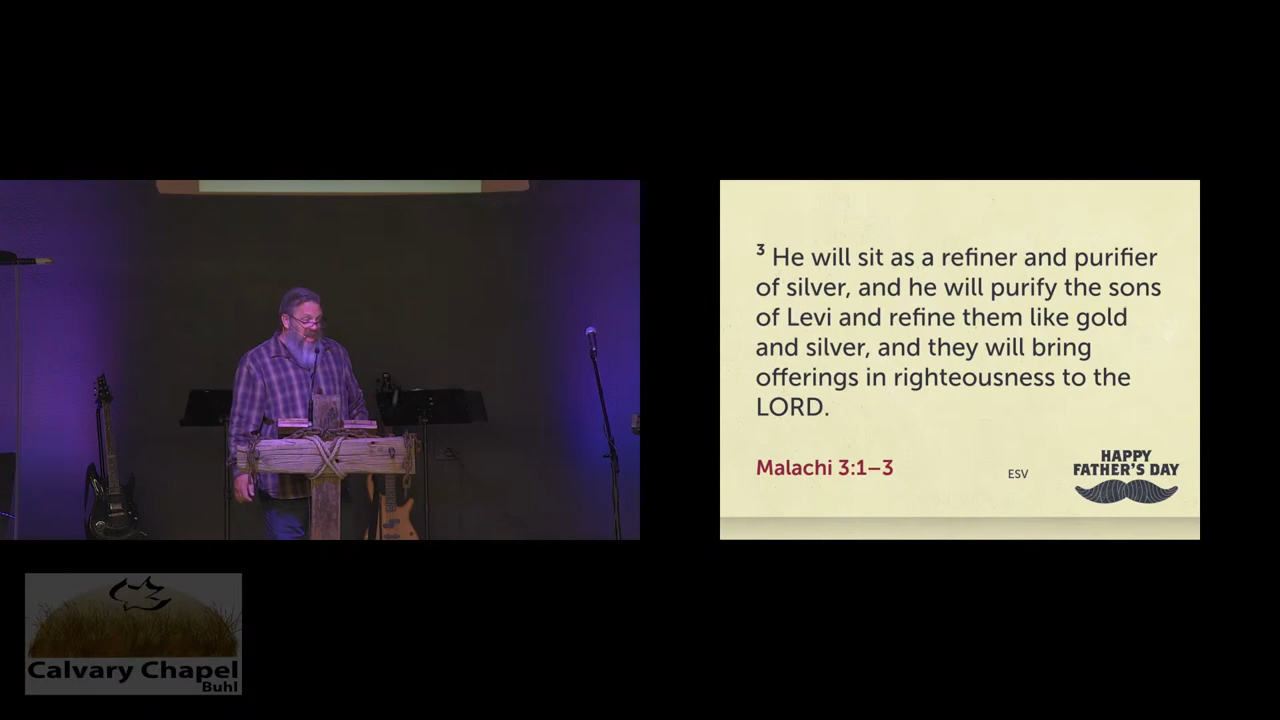 ³ He will sit as a refiner and purifier
of silver, and he will purify the sons
of Levi and refine them like gold
and silver, and they will bring
offerings in righteousness to the
LORD.
Malachi 3:1–3
ESV
HAPPY
FATHER'S DAY
Calvary Chapel
Buhl